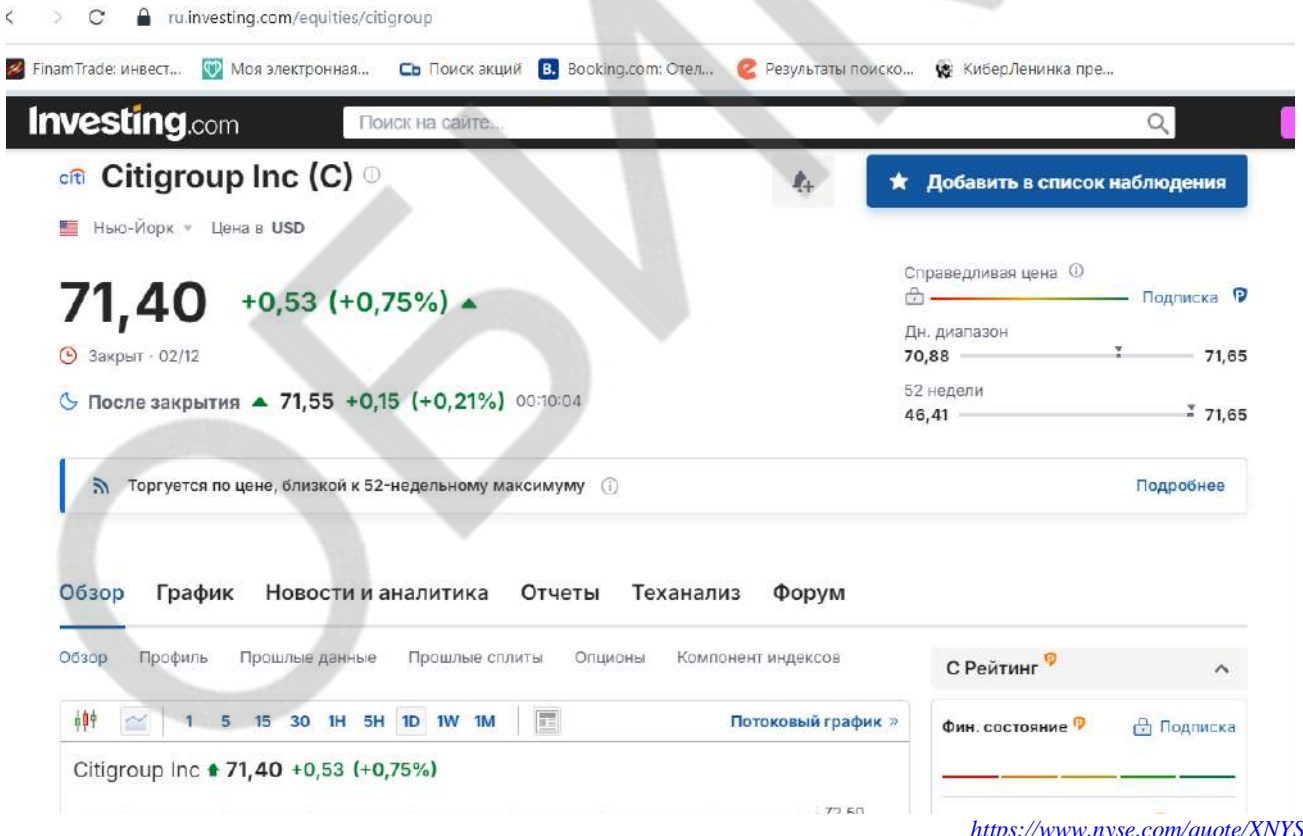 ru.investing.com/equities/citigroup
FinamTrade: инвест... Моя электронная... Сь Поиск акций B. Booking.com: Отел... Результаты поиско... КиберЛенинка пре...
Investing.com Поиск на сайте...
citi Citigroup Inc (C)
Добавить в список наблюдения
Нью-Йорк Цена в USD
71,40 +0,53 (+0,75%)
Закрыт · 02/12
После закрытия 71,55 +0,15 (+0,21%) 00:10:04
Справедливая цена
Подписка
Дн. диапазон
70,88 71,65
52 недели
46,41 71,65
Торгуется по цене, близкой к 52-недельному максимуму Подробнее
Обзор График Новости и аналитика Отчеты Теханализ Форум
Обзор Профиль Прошлые данные Прошлые сплиты Опционы Компонент индексов
1 5 15 30 1H 5H 1D 1W 1M Потоковый график »
Citigroup Inc 71,40 +0,53 (+0,75%)
С Рейтинг
Фин. состояние Подписка
https://www.nyse.com/quote/XNYS